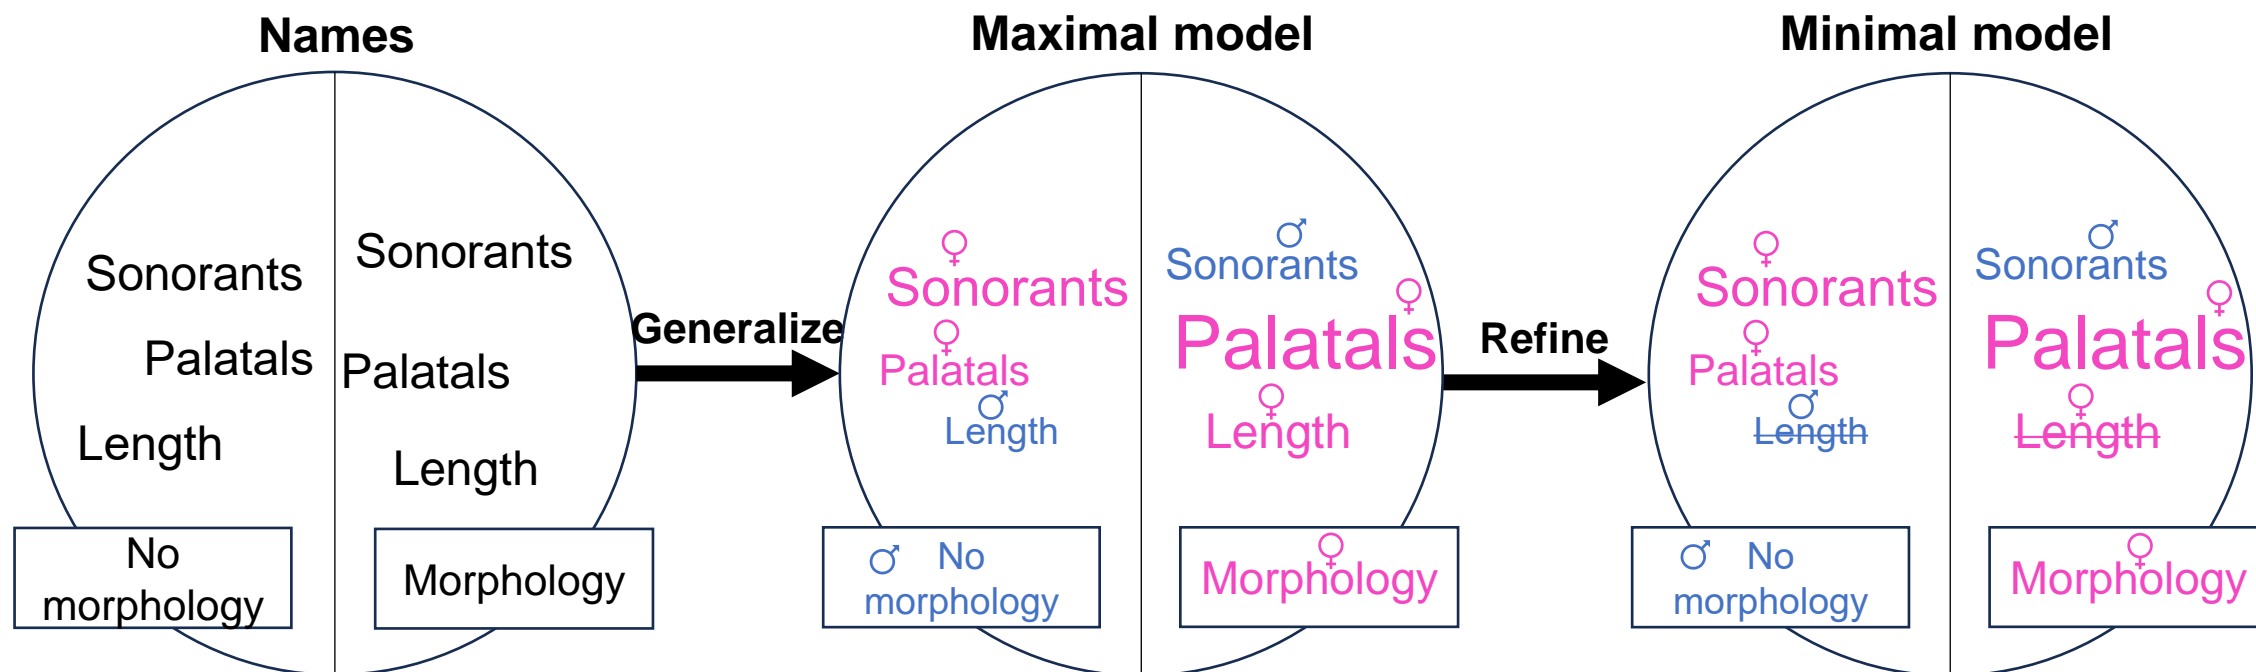 Names
Sonorants
Palatals
Length
No
morphology
Sonorants
Palatals
Length
Morphology
Generalize
Maximal model
♀
Sonorants
♀
Palatals
♂
Length
♂ No
morphology
♂
Sonorants
♀
Palatals
♀
Length
♀
Morphology
Refine
Minimal model
♀
Sonorants
♀
Palatals
♂
Length
♂ No
morphology
♂
Sonorants
♀
Palatals
♀
Length
♀
Morphology